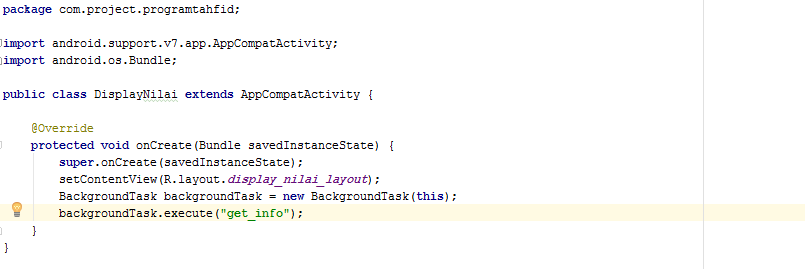 package com.project.programtahfid;
import android.support.v7.app.AppCompatActivity;
import android.os.Bundle;
public class DisplayNilai extends AppCompatActivity {
@Override
protected void onCreate(Bundle savedInstanceState) {
super.onCreate(savedInstanceState);
setContentView(R.layout.display_nilai_layout);
BackgroundTask backgroundTask = new BackgroundTask(this);
backgroundTask.execute("get_info");
}
}